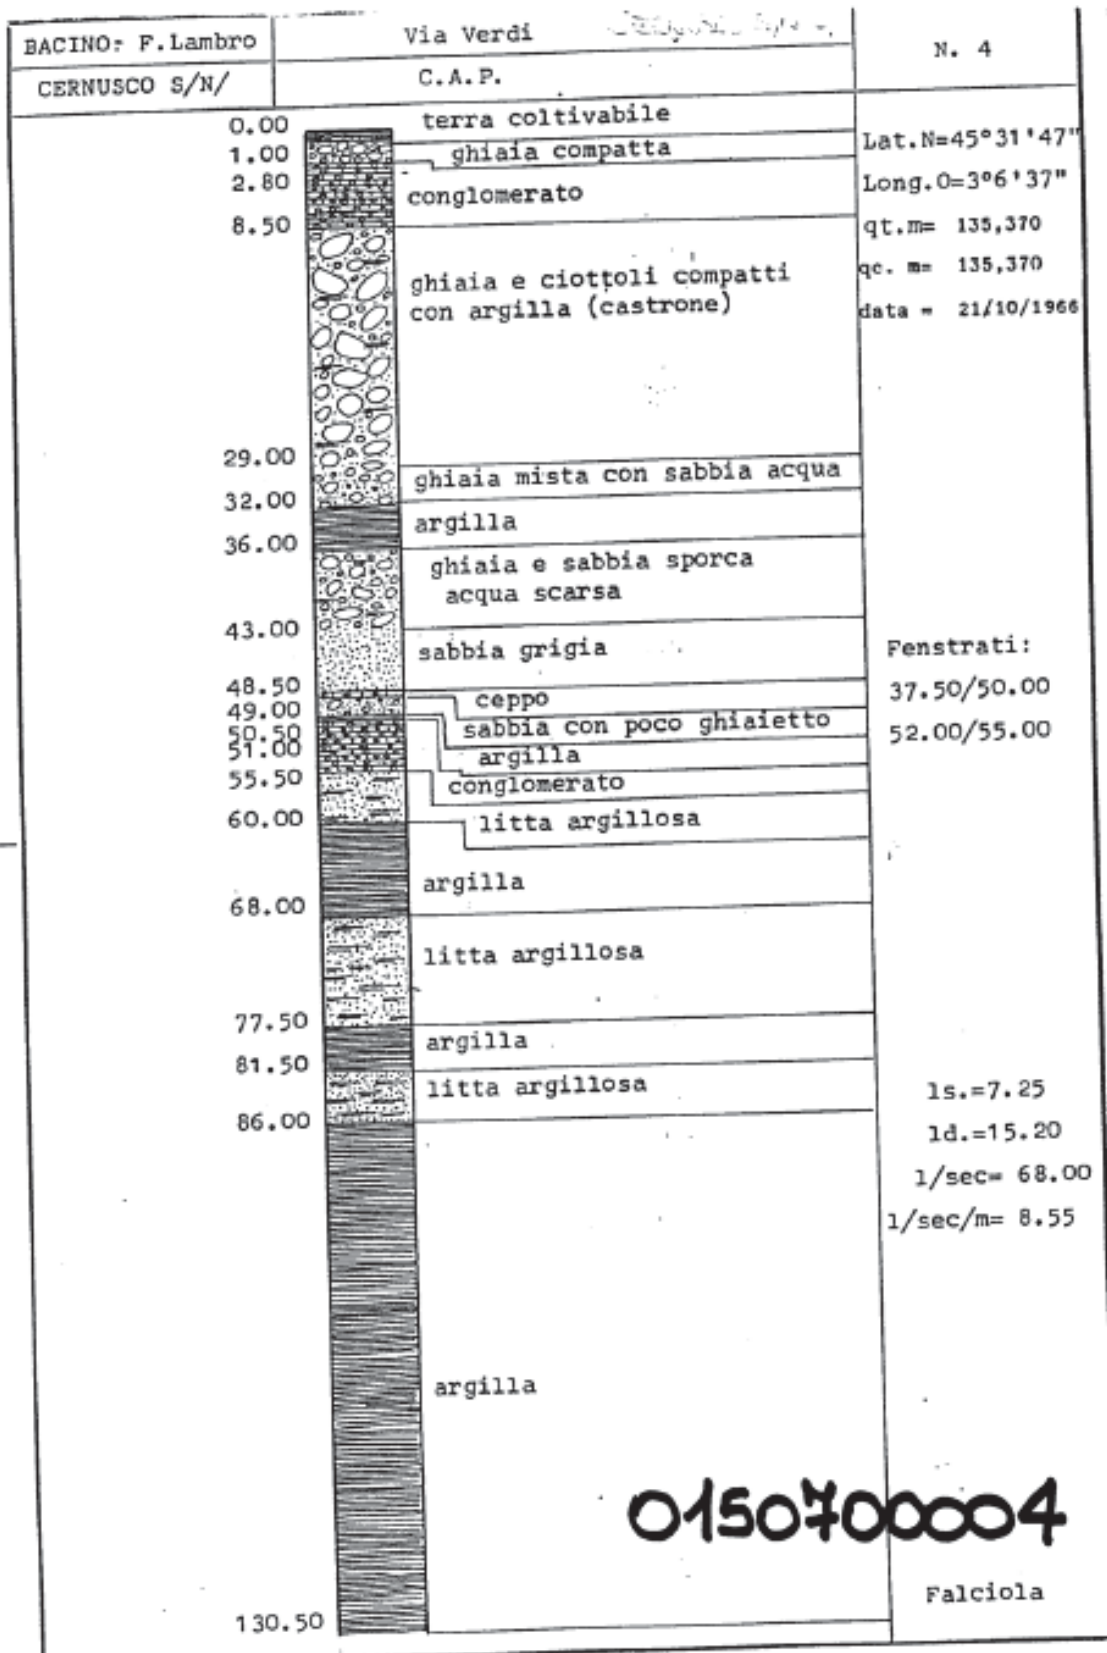 BACINO: F.Lambro
Via Verdi
N. 4
CERNUSCO S/N/
C.A.P.
0.00
terra coltivabile
1.00
ghiaia compatta
2.80
conglomerato
8.50
ghiaia e ciottoli compatti
con argilla (castrone)
29.00
ghiaia mista con sabbia acqua
32.00
argilla
36.00
ghiaia e sabbia sporca
acqua scarsa
43.00
sabbia grigia
48.50
ceppo
49.00
sabbia con poco ghiaietto
50.50
argilla
51.00
conglomerato
55.50
litta argillosa
60.00
argilla
68.00
litta argillosa
77.50
argilla
81.50
litta argillosa
86.00
argilla
130.50
Lat.N=45°31'47"
Long.O=3°6'37"
qt.m= 135,370
qc. m= 135,370
data = 21/10/1966
Fenstrati:
37.50/50.00
52.00/55.00
ls.=7.25
ld.=15.20
l/sec= 68.00
l/sec/m= 8.55
0150700004
Falciola